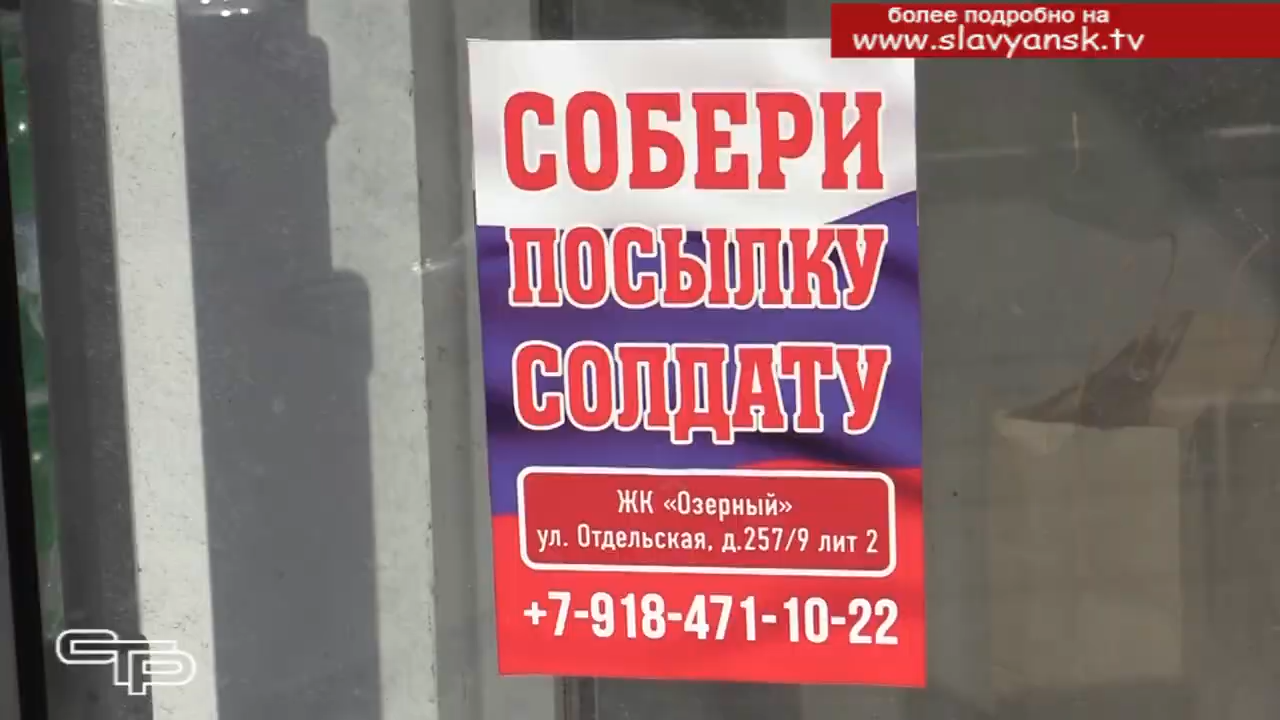 более подробно на
www.slavyansk.tv
СОБЕРИ
ПОСЫЛКУ
СОЛДАТУ
ЖК «Озерный»
ул. Отдельская, д.257/9 лит 2
+7-918-471-10-22
СТР